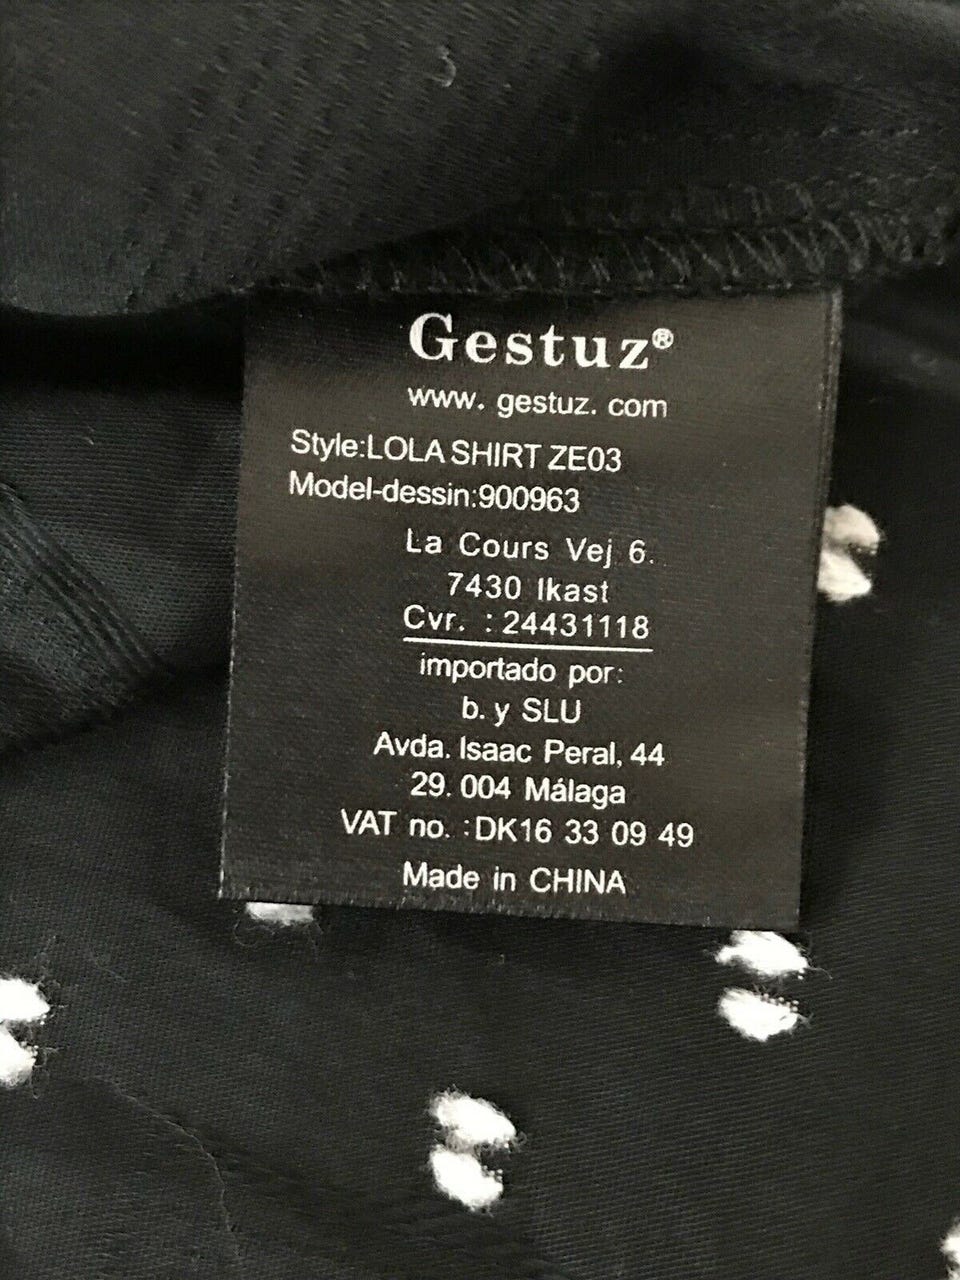 Gestuz®
www. gestuz. com
Style:LOLA SHIRT ZE03
Model-dessin:900963
La Cours Vej 6.
7430 Ikast
Cvr. :24431118
importado por:
b. y SLU
Avda. Isaac Peral, 44
29. 004 Málaga
VAT no. :DK16 33 09 49
Made in CHINA